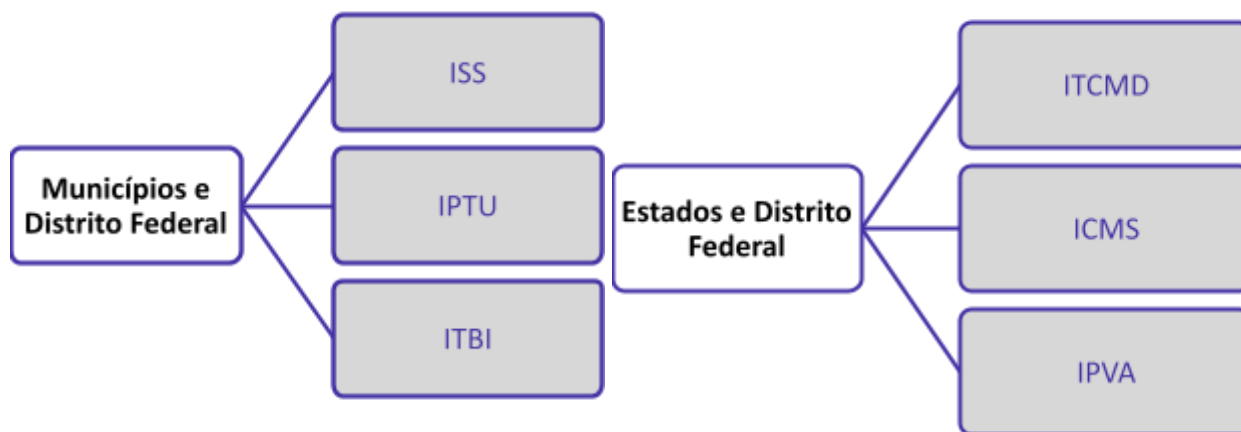 Municípios e
Distrito Federal
ISS
IPTU
ITBI
Estados e Distrito
Federal
ITCMD
ICMS
IPVA